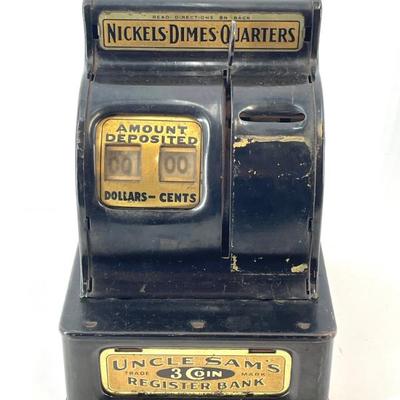 READ DIRECTIONS ON BACK
NICKELS·DIMES·QUARTERS
AMOUNT
DEPOSITED
00 00
DOLLARS—CENTS
UNCLE SAM'S
TRADE 3 COIN MARK
REGISTER BANK